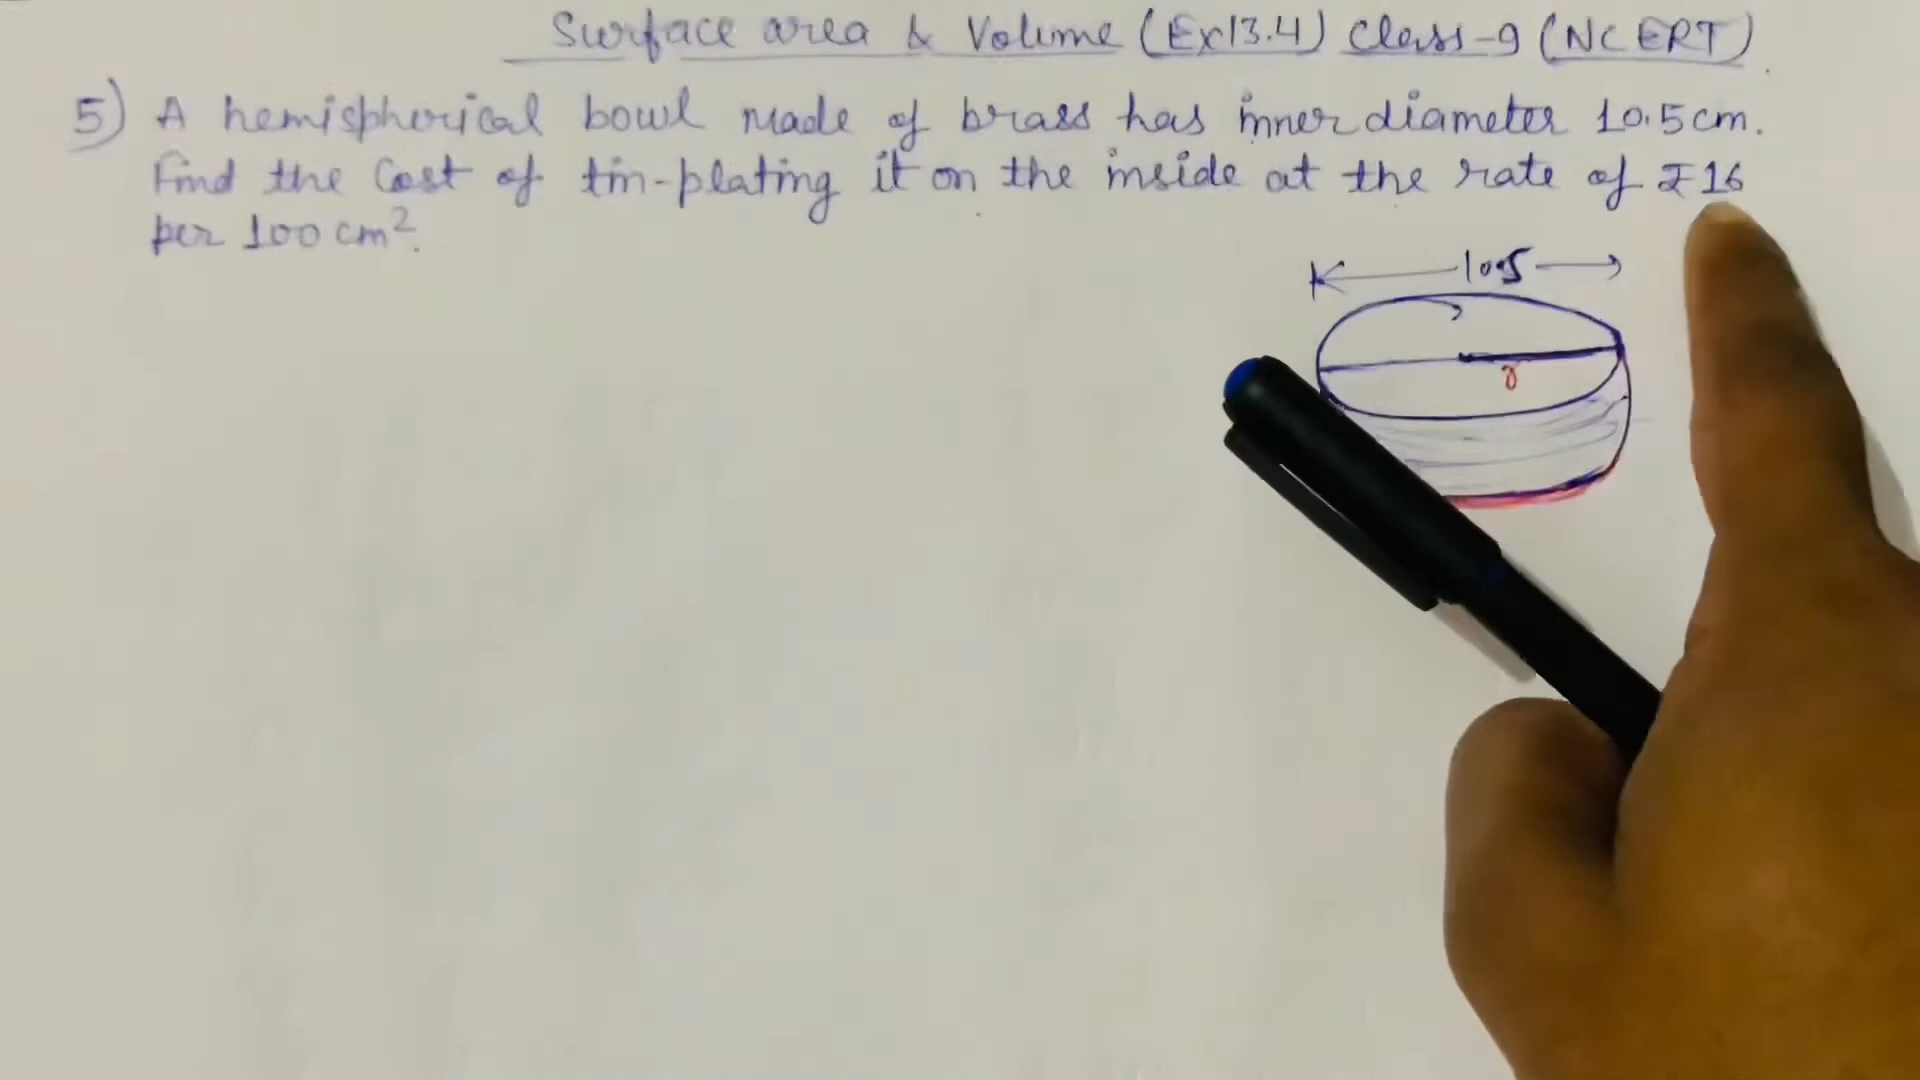 Surface area & Volume (Ex13.4) Class-9 (NCERT)
5) A hemispherical bowl made of brass has inner diameter 10.5cm.
Find the Cost of tin-plating it on the inside at the rate of ₹16
per 100 cm².
10.5
r